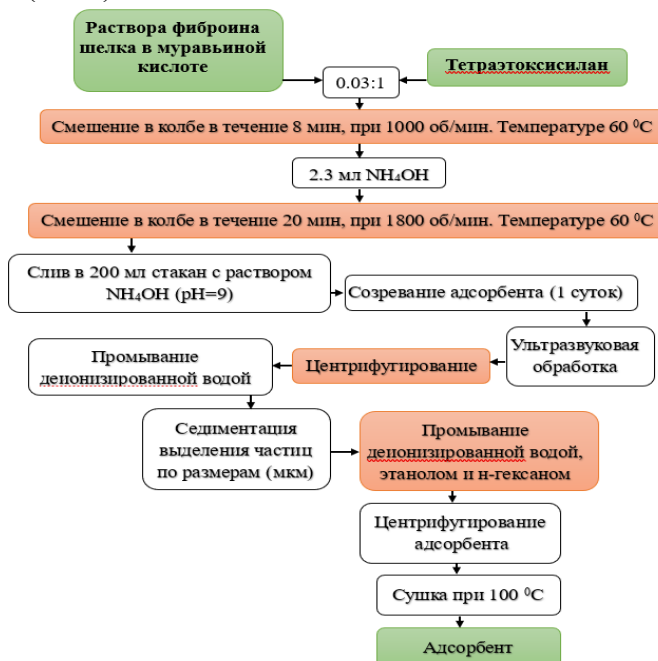 Раствора фиброина
шелка в муравьиной
кислоте
Тетраэтоксисилан
0.03:1
Смешение в колбе в течение 8 мин, при 1000 об/мин. Температуре 60 ⁰С
2.3 мл NH₄OH
Смешение в колбе в течение 20 мин, при 1800 об/мин. Температуре 60 ⁰С
Слив в 200 мл стакан с раствором
NH₄OH (pH=9)
Созревание адсорбента (1 суток)
Ультразвуковая
обработка
Центрифугирование
Промывание
деионизированной водой
Седиментация
выделения частиц
по размерам (мкм)
Промывание
деионизированной водой,
этанолом и н-гексаном
Центрифугирование
адсорбента
Сушка при 100 ⁰С
Адсорбент